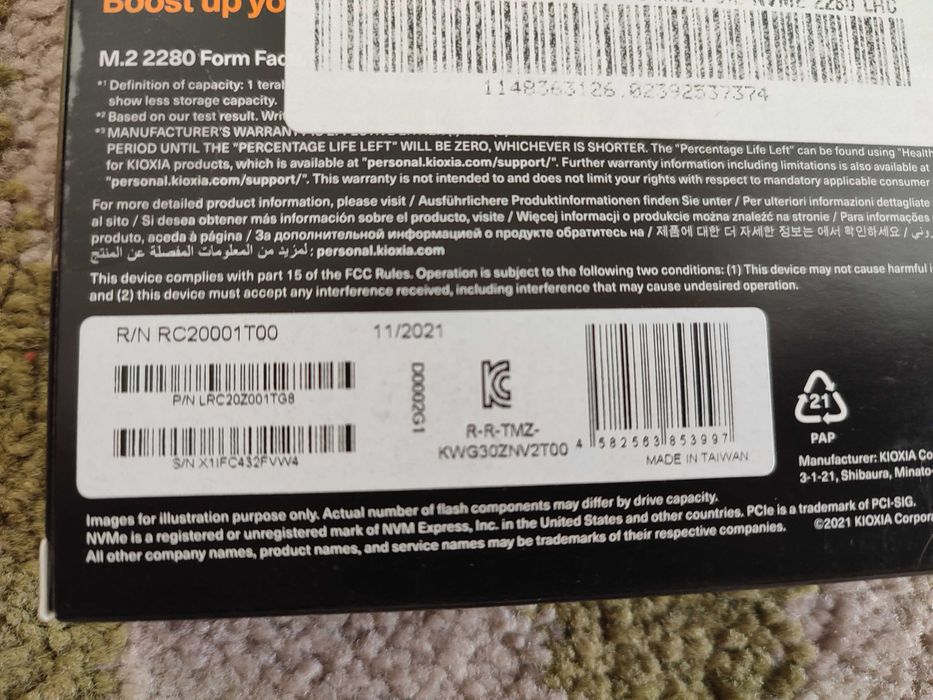 Boost up yo
NVMe 2280 LRC
1148363126.02392537374
M.2 2280 Form Fac
*1 Definition of capacity: 1 terab
show less storage capacity.
*2 Based on our test result. Wri
*3 MANUFACTURER'S WARRANT
PERIOD UNTIL THE "PERCENTAGE LIFE LEFT" WILL BE ZERO, WHICHEVER IS SHORTER. The "Percentage Life Left" can be found using "Health
for KIOXIA products, which is available at "personal.kioxia.com/support/". Further warranty information including limitations is also available at
"personal.kioxia.com/support/". This warranty is not intended to and does not limit your rights with respect to mandatory applicable consumer
For more detailed product information, please visit / Ausführlichere Produktinformationen finden Sie unter / Per ulteriori informazioni dettagliate
al sito / Si desea obtener más información sobre el producto, visite / Więcej informacji o produkcie można znaleźć na stronie / Para informações
produto, aceda à página / За дополнительной информацией о продукте обратитесь на / 제품에 대한 더 자세한 정보는 에서 확인하세요 /
لمزيد من المعلومات المفصلة عن المنتج : personal.kioxia.com
This device complies with part 15 of the FCC Rules. Operation is subject to the following two conditions: (1) This device may not cause harmful i
and (2) this device must accept any interference received, including interference that may cause undesired operation.
R/N RC20001T00
11/2021
P/N LRC20Z001TG8
S/N X1IFC432FVW4
D0002G1
R-R-TMZ-
KWG30ZNV2T00
4 582563 853997
MADE IN TAIWAN
21
PAP
Manufacturer: KIOXIA Co
3-1-21, Shibaura, Minato-
Images for illustration purpose only. Actual number of flash components may differ by drive capacity.
NVMe is a registered or unregistered mark of NVM Express, Inc. in the United States and other countries. PCIe is a trademark of PCI-SIG.
All other company names, product names, and service names may be trademarks of their respective companies.
©2021 KIOXIA Corpor